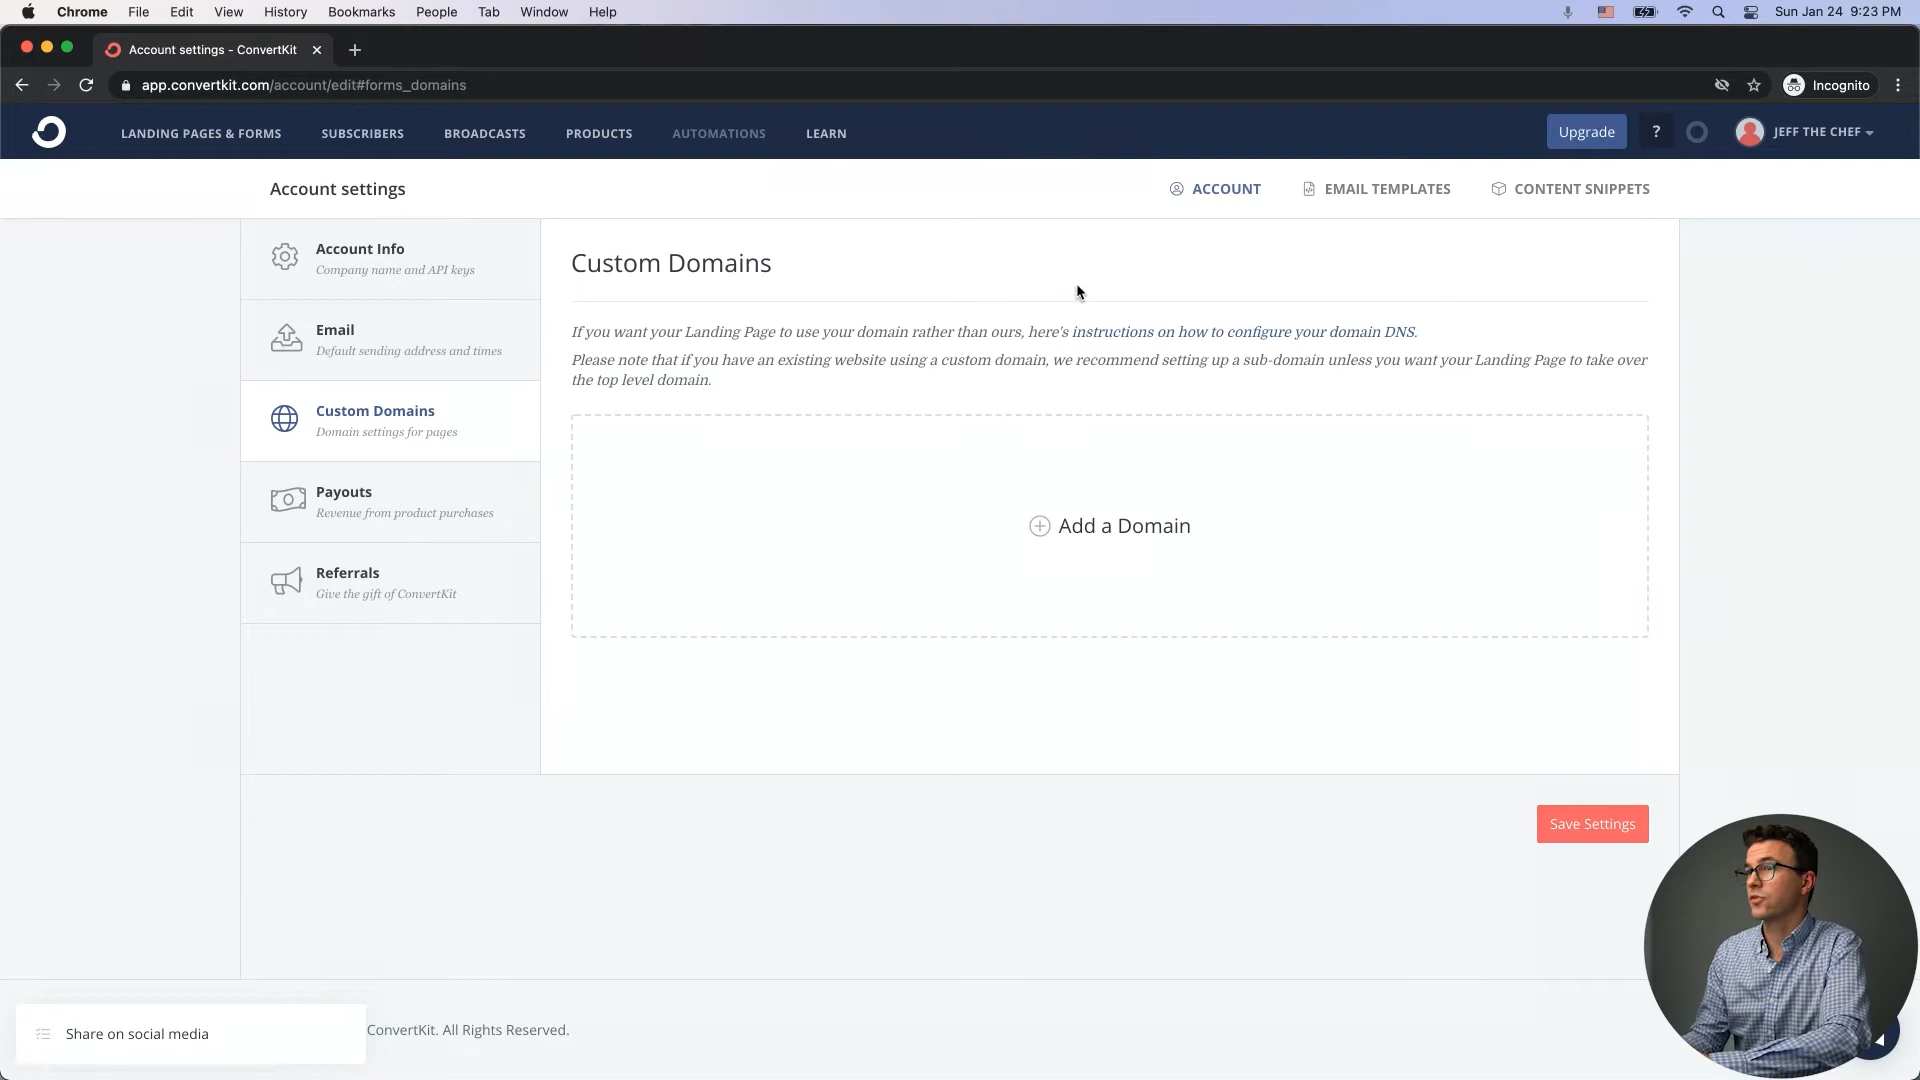 Chrome File Edit View History Bookmarks People Tab Window Help Sun Jan 24 9:23 PM
Account settings - ConvertKit
app.convertkit.com/account/edit#forms_domains Incognito
LANDING PAGES & FORMS SUBSCRIBERS BROADCASTS PRODUCTS AUTOMATIONS LEARN Upgrade ? JEFF THE CHEF
Account settings ACCOUNT EMAIL TEMPLATES CONTENT SNIPPETS
Account Info
Company name and API keys
Email
Default sending address and times
Custom Domains
Domain settings for pages
Payouts
Revenue from product purchases
Referrals
Give the gift of ConvertKit
Custom Domains
If you want your Landing Page to use your domain rather than ours, here's instructions on how to configure your domain DNS.
Please note that if you have an existing website using a custom domain, we recommend setting up a sub-domain unless you want your Landing Page to take over
the top level domain.
Add a Domain
Save Settings
Share on social media
ConvertKit. All Rights Reserved.